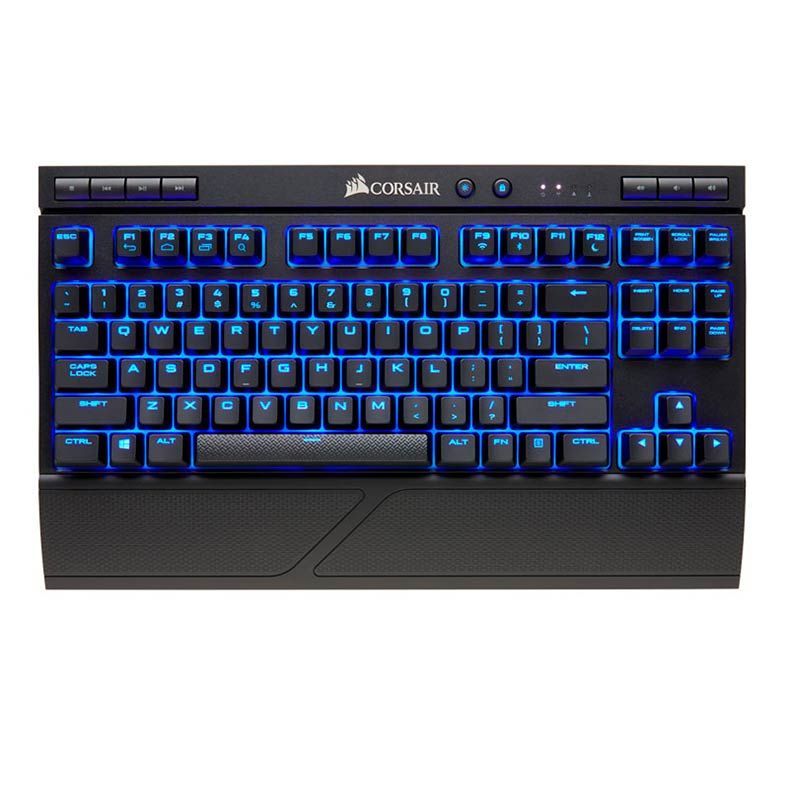 CORSAIR
ESC F1 F2 F3 F4 F5 F6 F7 F8 F9 F10 F11 F12 PRINT SCREEN SCROLL LOCK PAUSE BREAK
` ~ 1 ! 2 @ 3 # 4 $ 5 % 6 ^ 7 & 8 * 9 ( 0 ) - _ = + ← INSERT HOME PAGE UP
TAB Q W E R T Y U I O P [ { ] } \ | DELETE END PAGE DOWN
CAPS LOCK A S D F G H J K L ; : ' " ENTER
SHIFT Z X C V B N M , < . > / ? SHIFT ▲
CTRL ALT ALT FN CTRL ◀ ▼ ▶